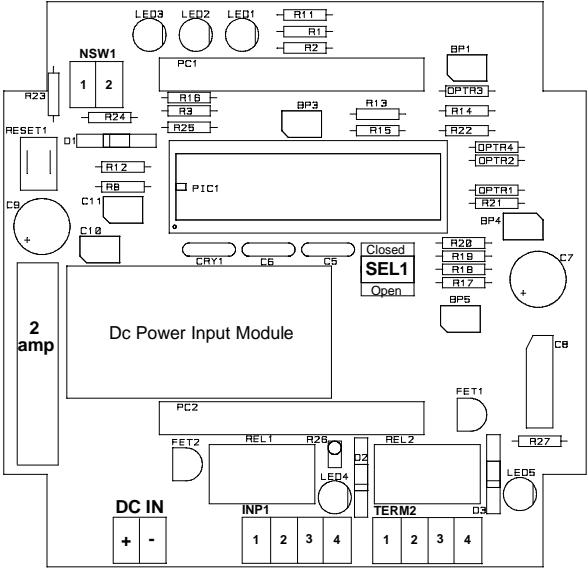 LED3 LED2 LED1 R11
R1
R2
NSW1
1 2
PC1
BP1
R23
R16
R3
R25
R24
BP3
R13
R15
OPTR3
R14
R22
RESET1
D1
R12
R8
PIC1
OPTR4
OPTR2
OPTR1
R21
C9
C11
C10
BP4
CRY1 C6 C5
Closed
SEL1
Open
R20
R19
R18
R17
C7
+
+
BP5
2
amp
Dc Power Input Module
C8
PC2
FET1
FET2
REL1
R26
REL2
R27
D2
LED4
D3
LED5
DC IN
+ -
INP1
1 2 3 4
TERM2
1 2 3 4